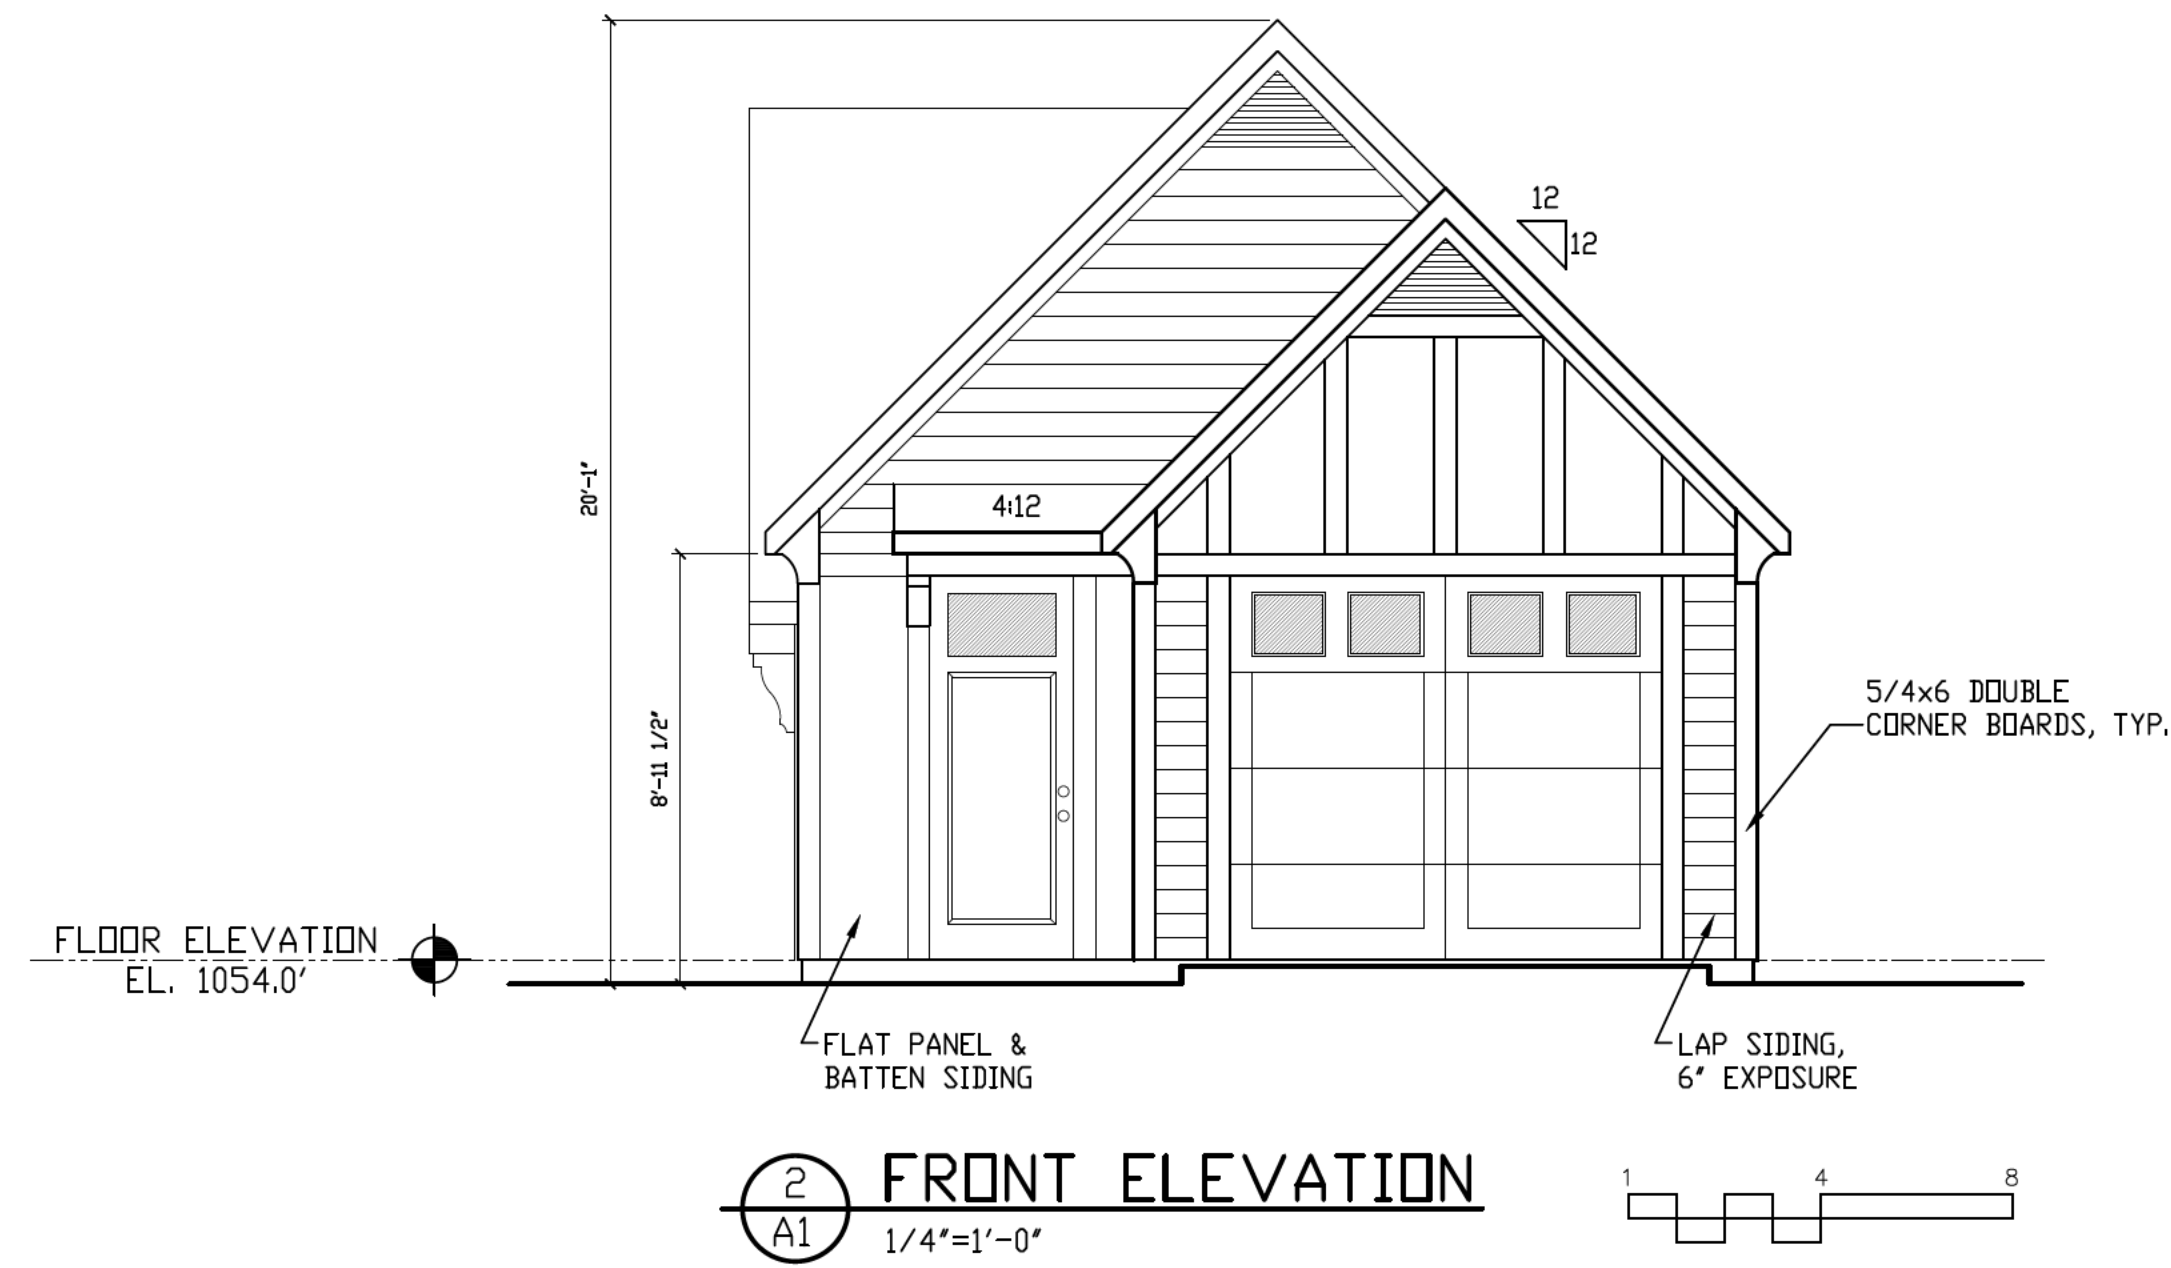 12
12
20'-1"
4:12
8'-11 1/2"
5/4x6 DOUBLE
CORNER BOARDS, TYP.
FLOOR ELEVATION
EL. 1054.0'
FLAT PANEL &
BATTEN SIDING
LAP SIDING,
6" EXPOSURE
2
A1
FRONT ELEVATION
1/4"=1'-0"
1 4 8